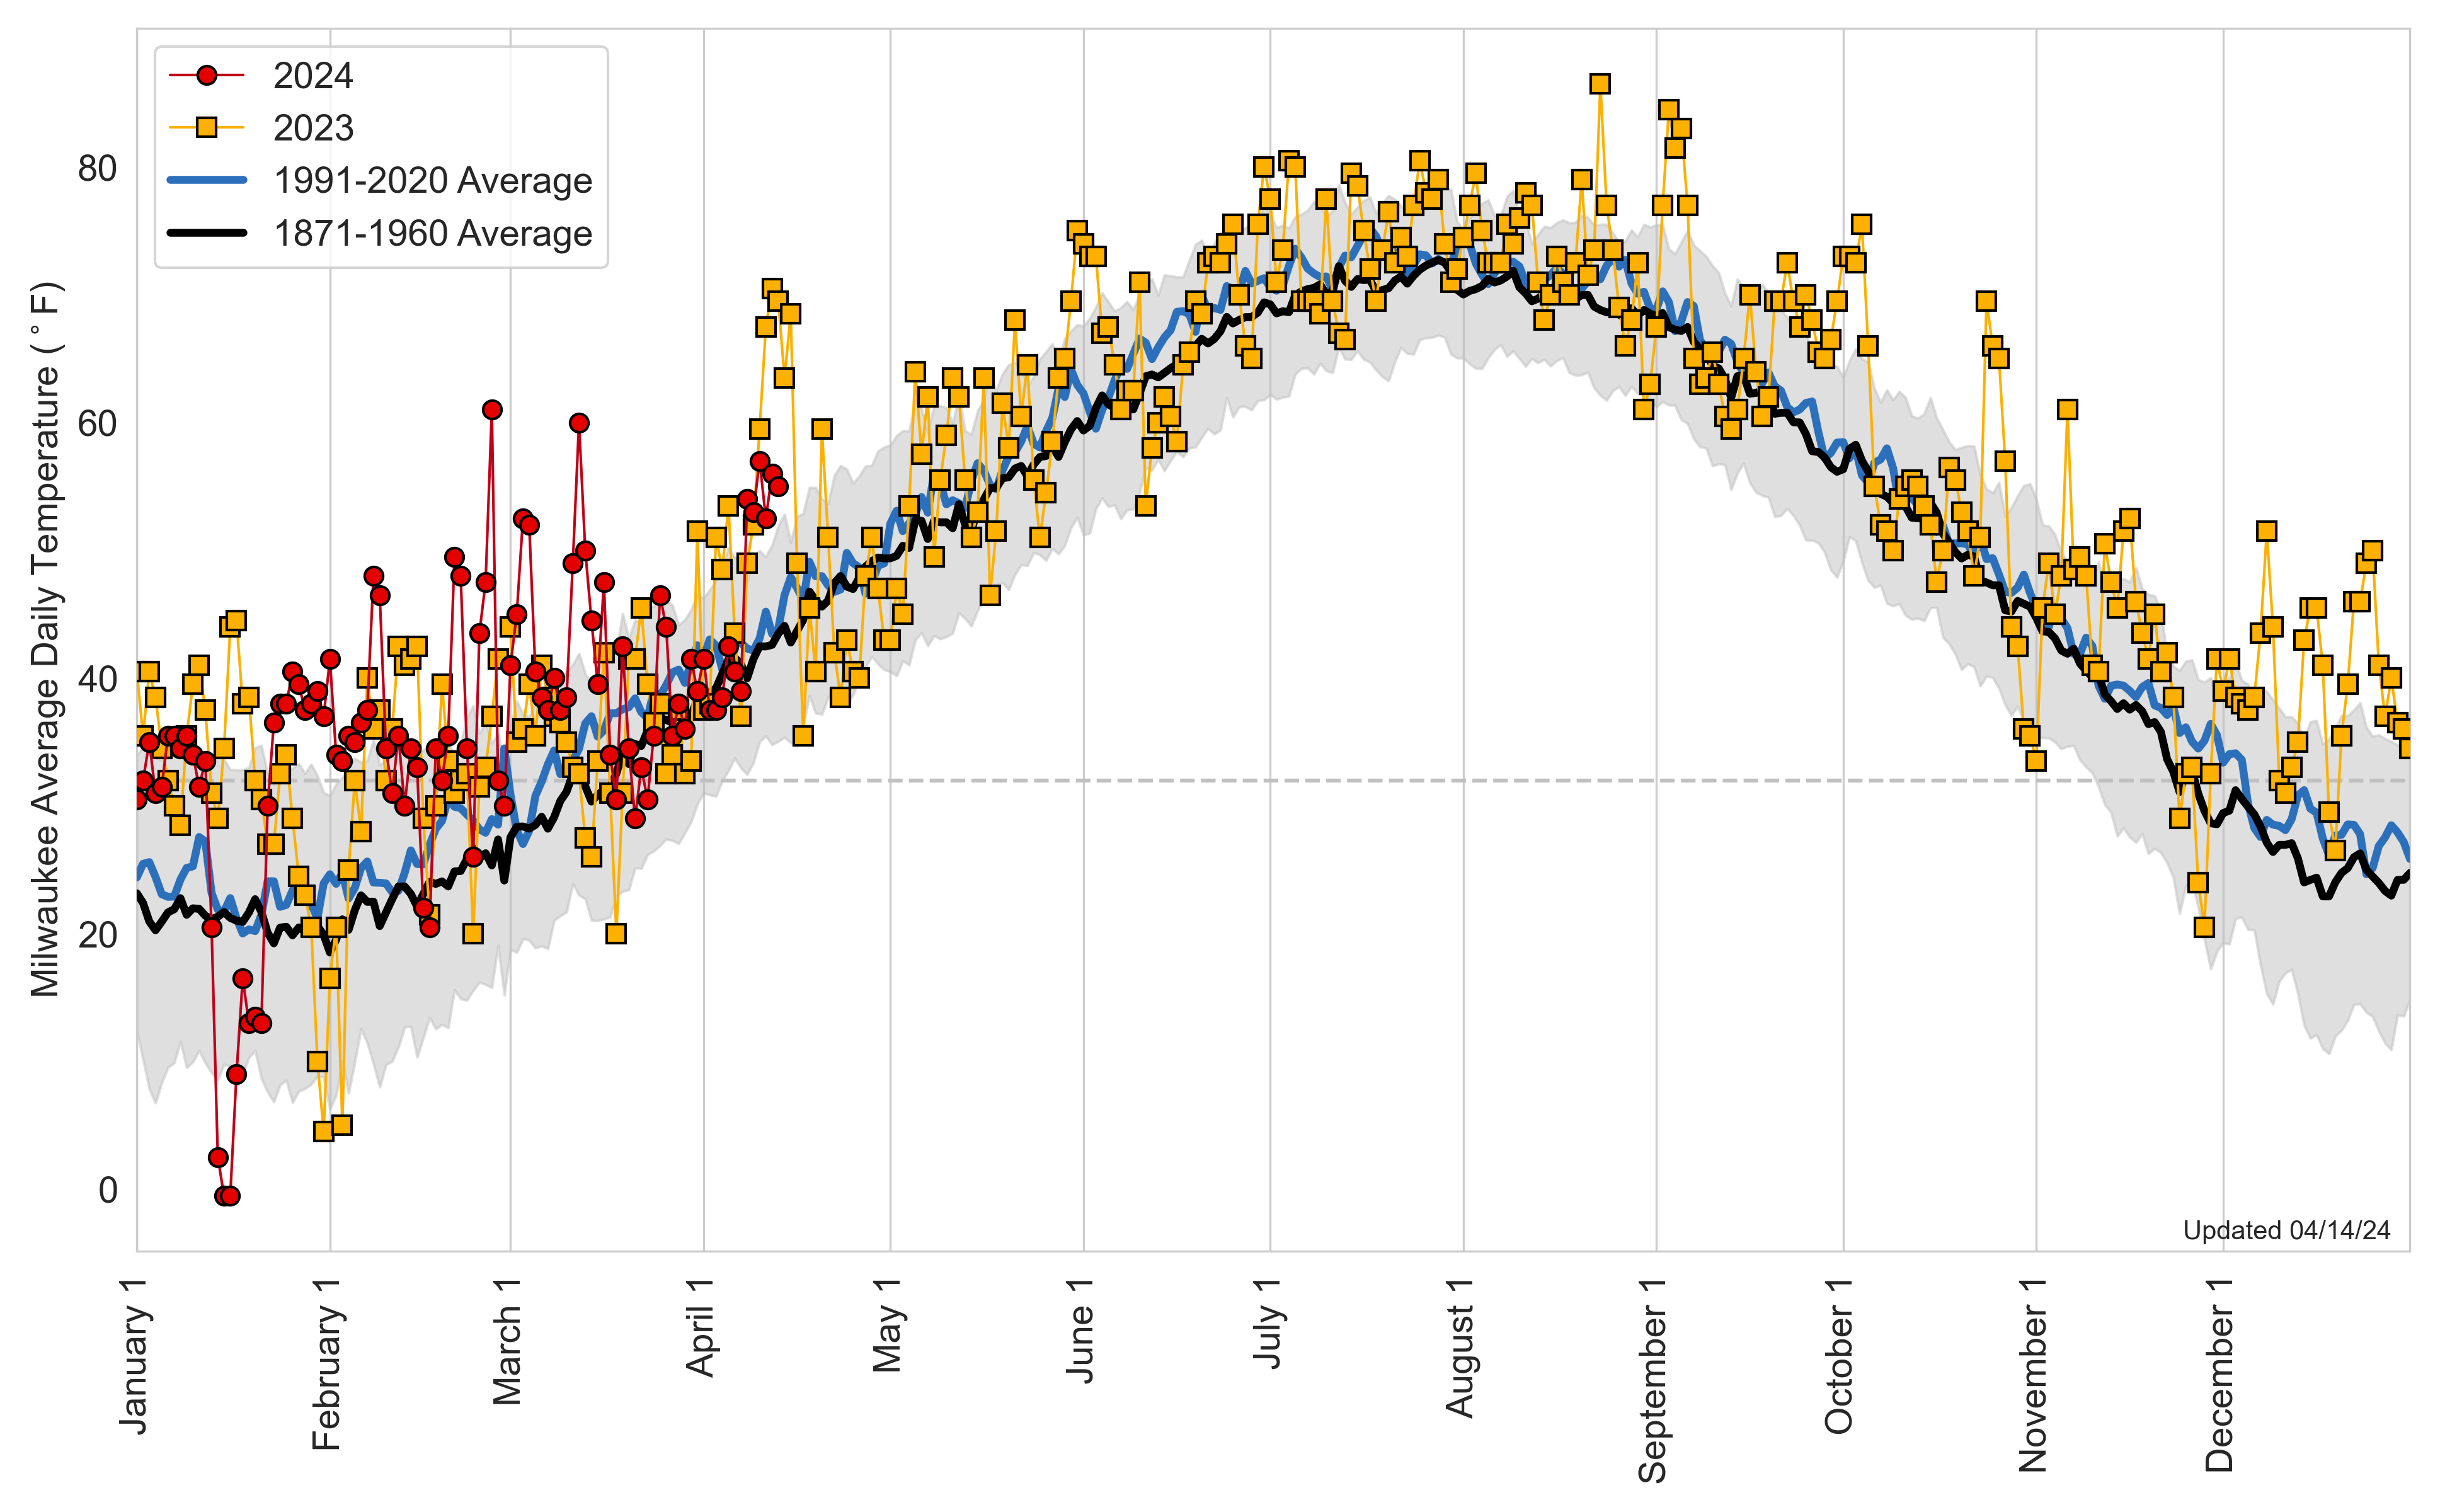 2024
2023
1991-2020 Average
1871-1960 Average
Milwaukee Average Daily Temperature (°F)
80
60
40
20
0
Updated 04/14/24
January 1
February 1
March 1
April 1
May 1
June 1
July 1
August 1
September 1
October 1
November 1
December 1